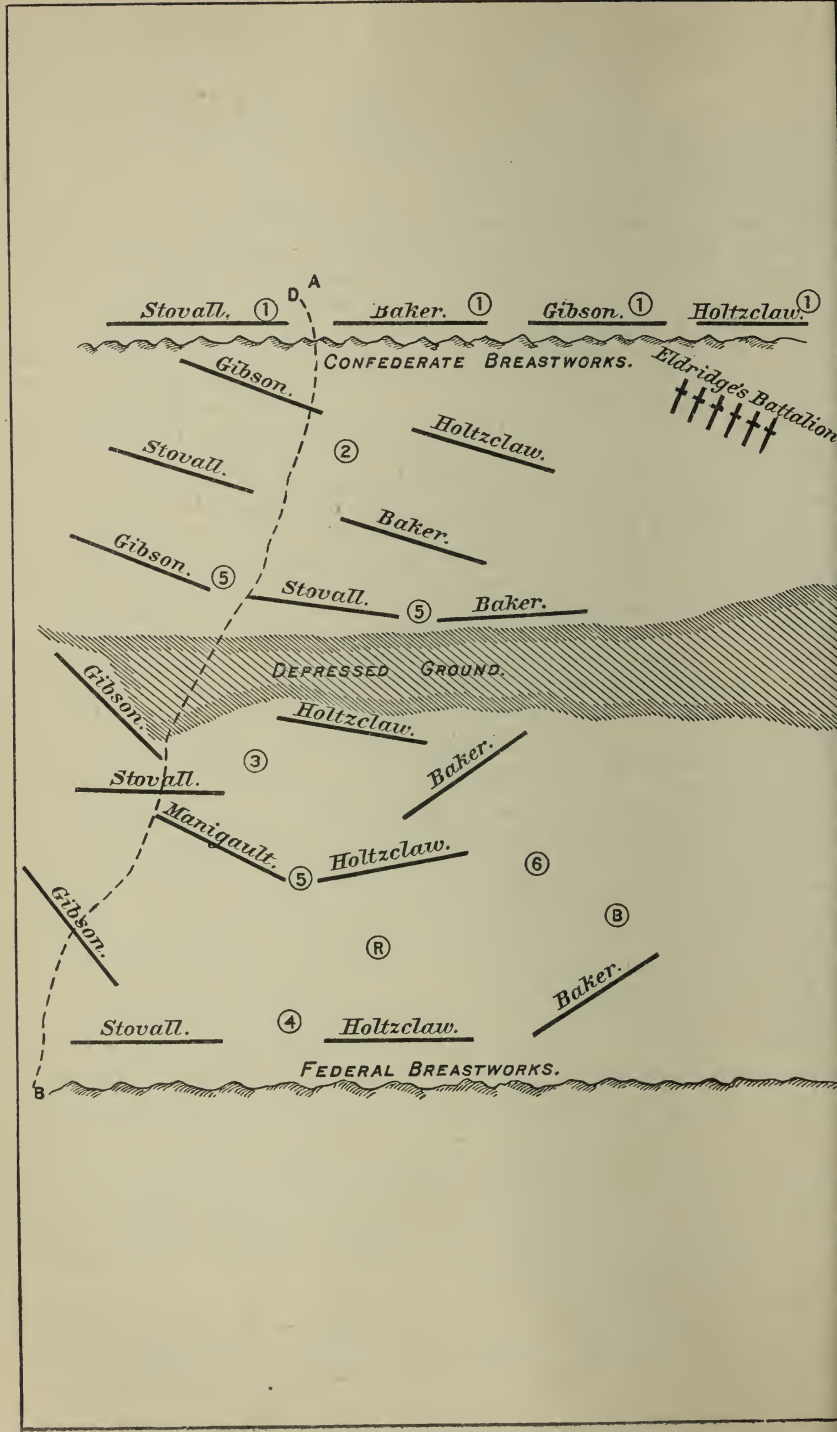 A
D
Stovall. 1 Baker. 1 Gibson. 1 Holtzclaw. 1
CONFEDERATE BREASTWORKS.
Eldridge's Battalion
Gibson.
Holtzclaw.
2
Stovall.
Baker.
Gibson. 5
Stovall. 5 Baker.
DEPRESSED GROUND.
Gibson.
Holtzclaw.
Baker.
3
Stovall.
Manigault. 5 Holtzclaw.
6
Gibson.
B
R
Baker.
Stovall. 4 Holtzclaw.
FEDERAL BREASTWORKS.
B